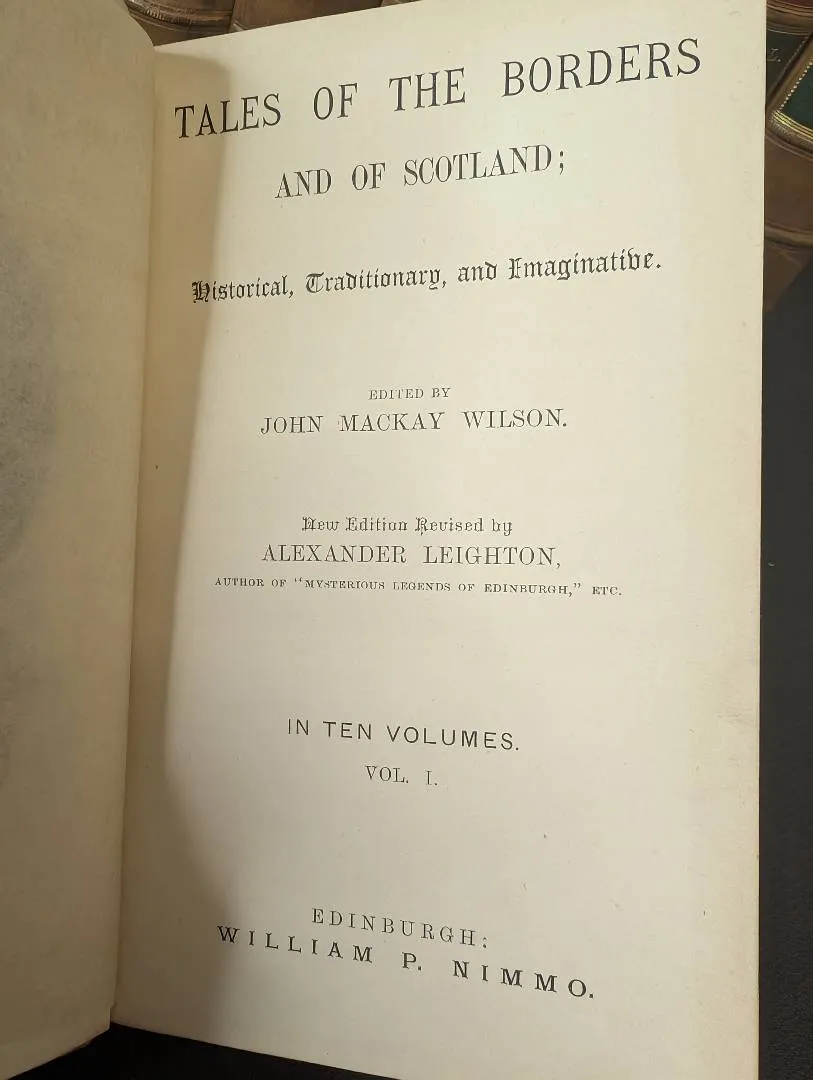 TALES OF THE BORDERS
AND OF SCOTLAND;
Historical, Traditionary, and Imaginative.
EDITED BY
JOHN MACKAY WILSON.
New Edition Revised by
ALEXANDER LEIGHTON,
AUTHOR OF "MYSTERIOUS LEGENDS OF EDINBURGH," ETC.
IN TEN VOLUMES.
VOL. I.
EDINBURGH:
WILLIAM P. NIMMO.